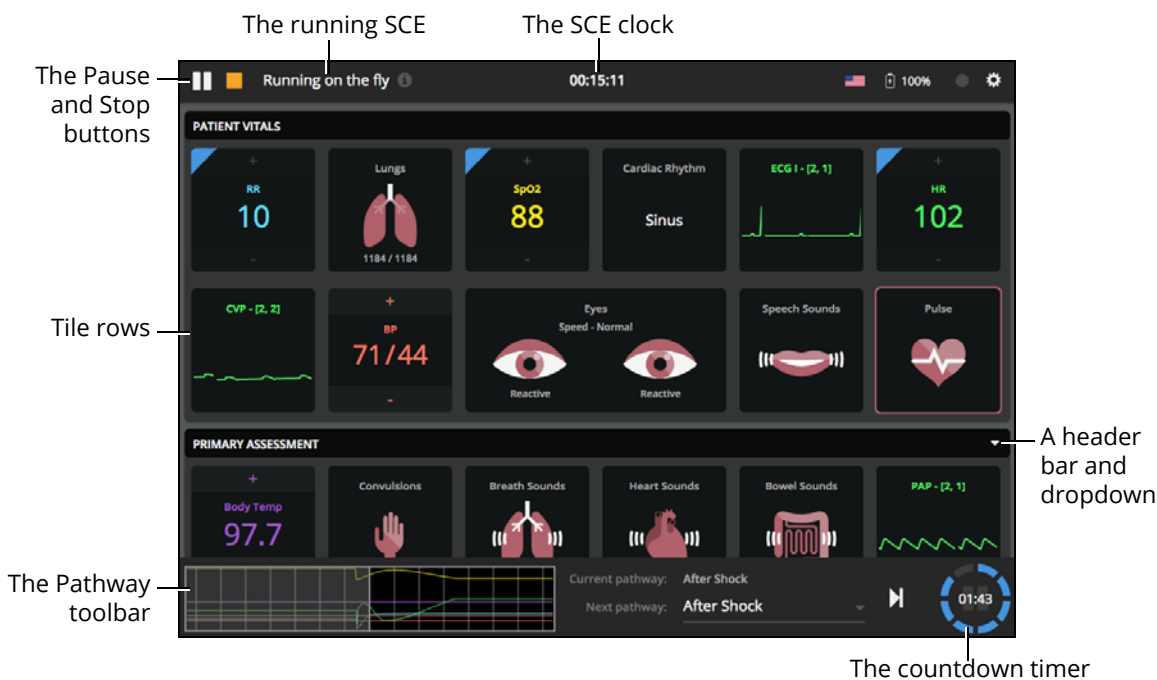 The running SCE
The SCE clock
The Pause
and Stop
buttons
Running on the fly
00:15:11
100%
PATIENT VITALS
+
RR
10
-
Lungs
1184 / 1184
+
SpO2
88
-
Cardiac Rhythm
Sinus
ECG I - [2, 1]
+
HR
102
-
Tile rows
CVP - [2, 2]
+
BP
71/44
-
Eyes
Speed - Normal
Reactive
Reactive
Speech Sounds
Pulse
PRIMARY ASSESSMENT
A header
bar and
dropdown
+
Body Temp
97.7
Convulsions
Breath Sounds
Heart Sounds
Bowel Sounds
PAP - [2, 1]
The Pathway
toolbar
Current pathway: After Shock
Next pathway: After Shock
01:43
The countdown timer